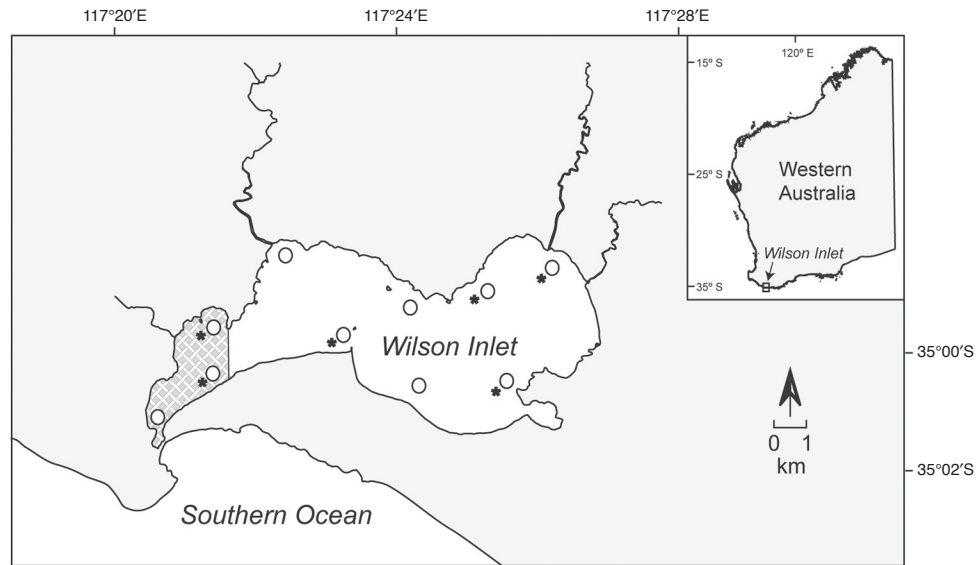 117°20′E
117°24′E
117°28′E
120° E
15° S
25° S
Western
Australia
Wilson Inlet
35° S
Wilson Inlet
35°00′S
0 1
km
35°02′S
Southern Ocean